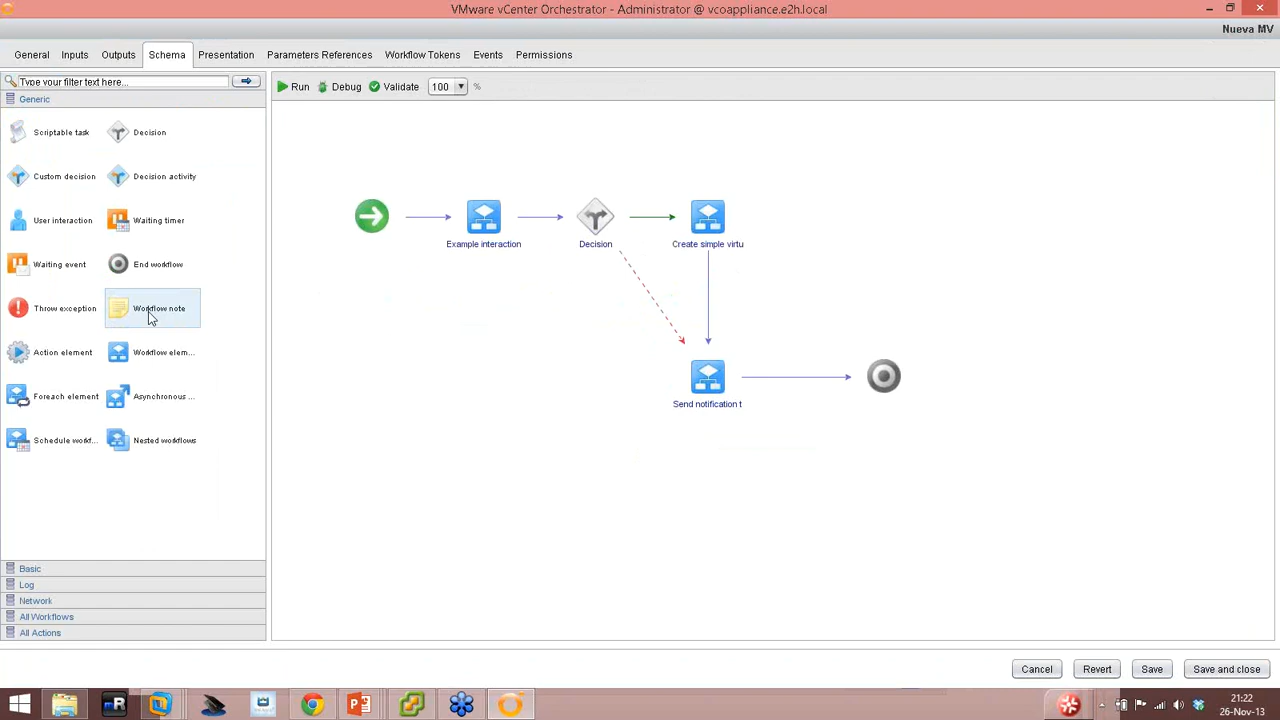 VMware vCenter Orchestrator - Administrator @ vcoappliance.e2h.local
Nueva MV
General Inputs Outputs Schema Presentation Parameters References Workflow Tokens Events Permissions
Type your filter text here...
Run Debug Validate 100 %
Generic
Scriptable task Decision
Custom decision Decision activity
User interaction Waiting timer
Waiting event End workflow
Throw exception Workflow note
Action element Workflow elem...
Foreach element Asynchronous ...
Schedule workf... Nested workflows
Example interaction Decision Create simple virtu
Send notification t
Basic
Log
Network
All Workflows
All Actions
Cancel Revert Save Save and close
21:22
26-Nov-13